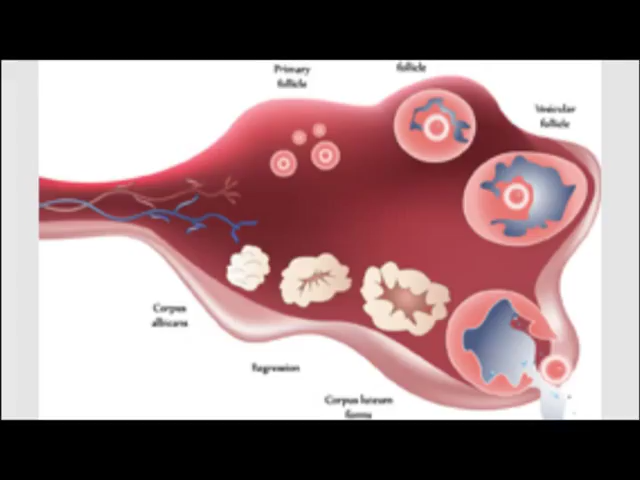 follicle
Primary
follicle
Vesicular
follicle
Corpus
albicans
Regression
Corpus luteum
forms